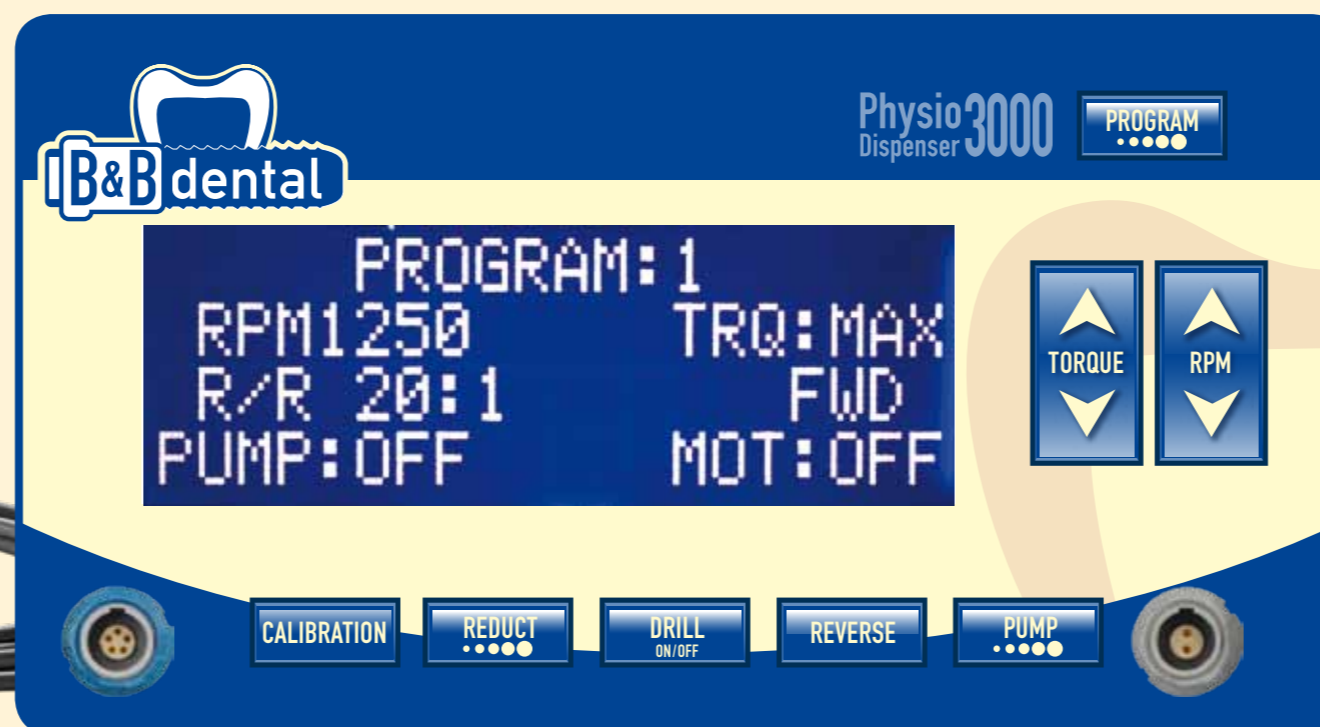 Physio 3000
Dispenser
PROGRAM
B&B dental
PROGRAM:1
RPM1250 TRQ:MAX
R/R 20:1 FWD
PUMP:OFF MOT:OFF
TORQUE
RPM
CALIBRATION
REDUCT
DRILL
ON/OFF
REVERSE
PUMP